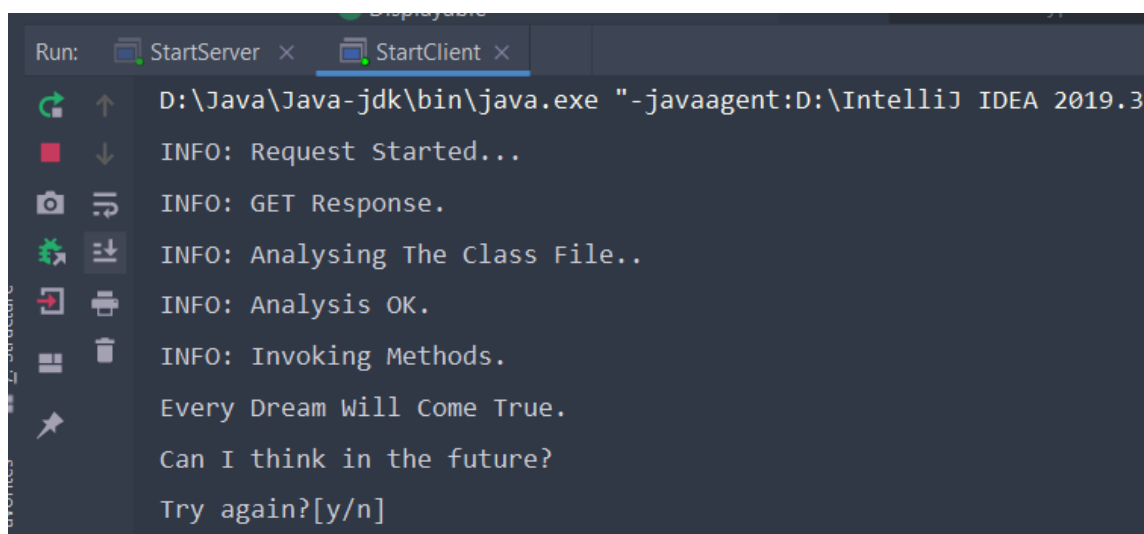 Displayable
Run: StartServer × StartClient ×
D:\Java\Java-jdk\bin\java.exe "-javaagent:D:\IntelliJ IDEA 2019.3
INFO: Request Started...
INFO: GET Response.
INFO: Analysing The Class File..
INFO: Analysis OK.
INFO: Invoking Methods.
Every Dream Will Come True.
Can I think in the future?
Try again?[y/n]